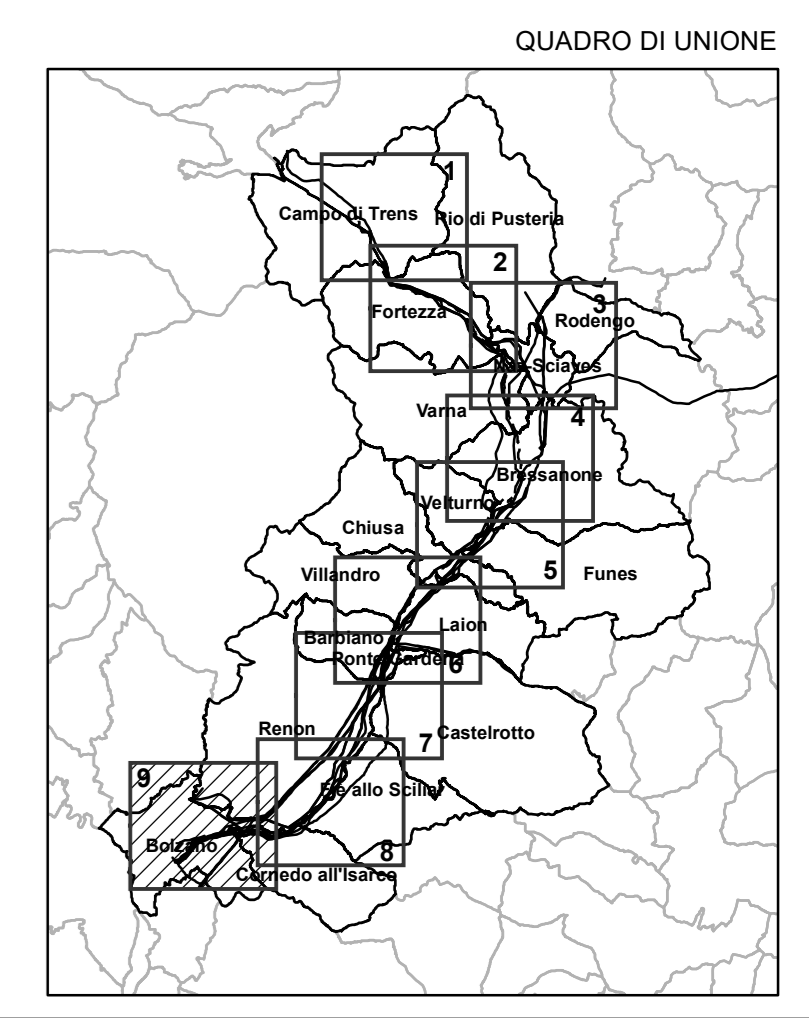 QUADRO DI UNIONE
1
Campo di Trens
Rio di Pusteria
2
3
Fortezza
Rodengo
Naz-Sciaves
Varna
4
Bressanone
Velturno
Chiusa
5
Villandro
Funes
Laion
Barbiano
Ponte Gardena
6
Renon
7
Castelrotto
9
Fiè allo Sciliar
Bolzano
8
Cornedo all'Isarco